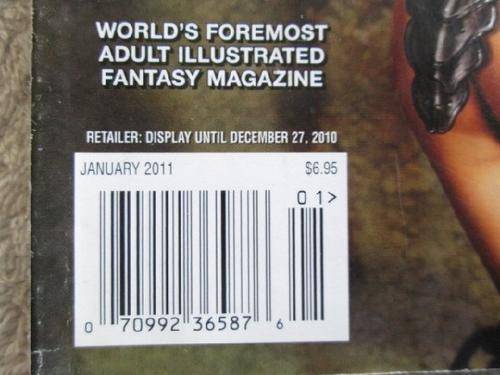 WORLD'S FOREMOST
ADULT ILLUSTRATED
FANTASY MAGAZINE
RETAILER: DISPLAY UNTIL DECEMBER 27, 2010
JANUARY 2011 $6.95
0 1>
0 70992 36587 6